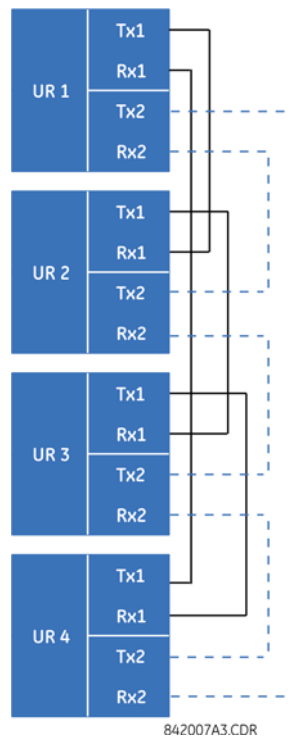 UR 1
Tx1
Rx1
Tx2
Rx2
UR 2
Tx1
Rx1
Tx2
Rx2
UR 3
Tx1
Rx1
Tx2
Rx2
UR 4
Tx1
Rx1
Tx2
Rx2
842007A3.CDR